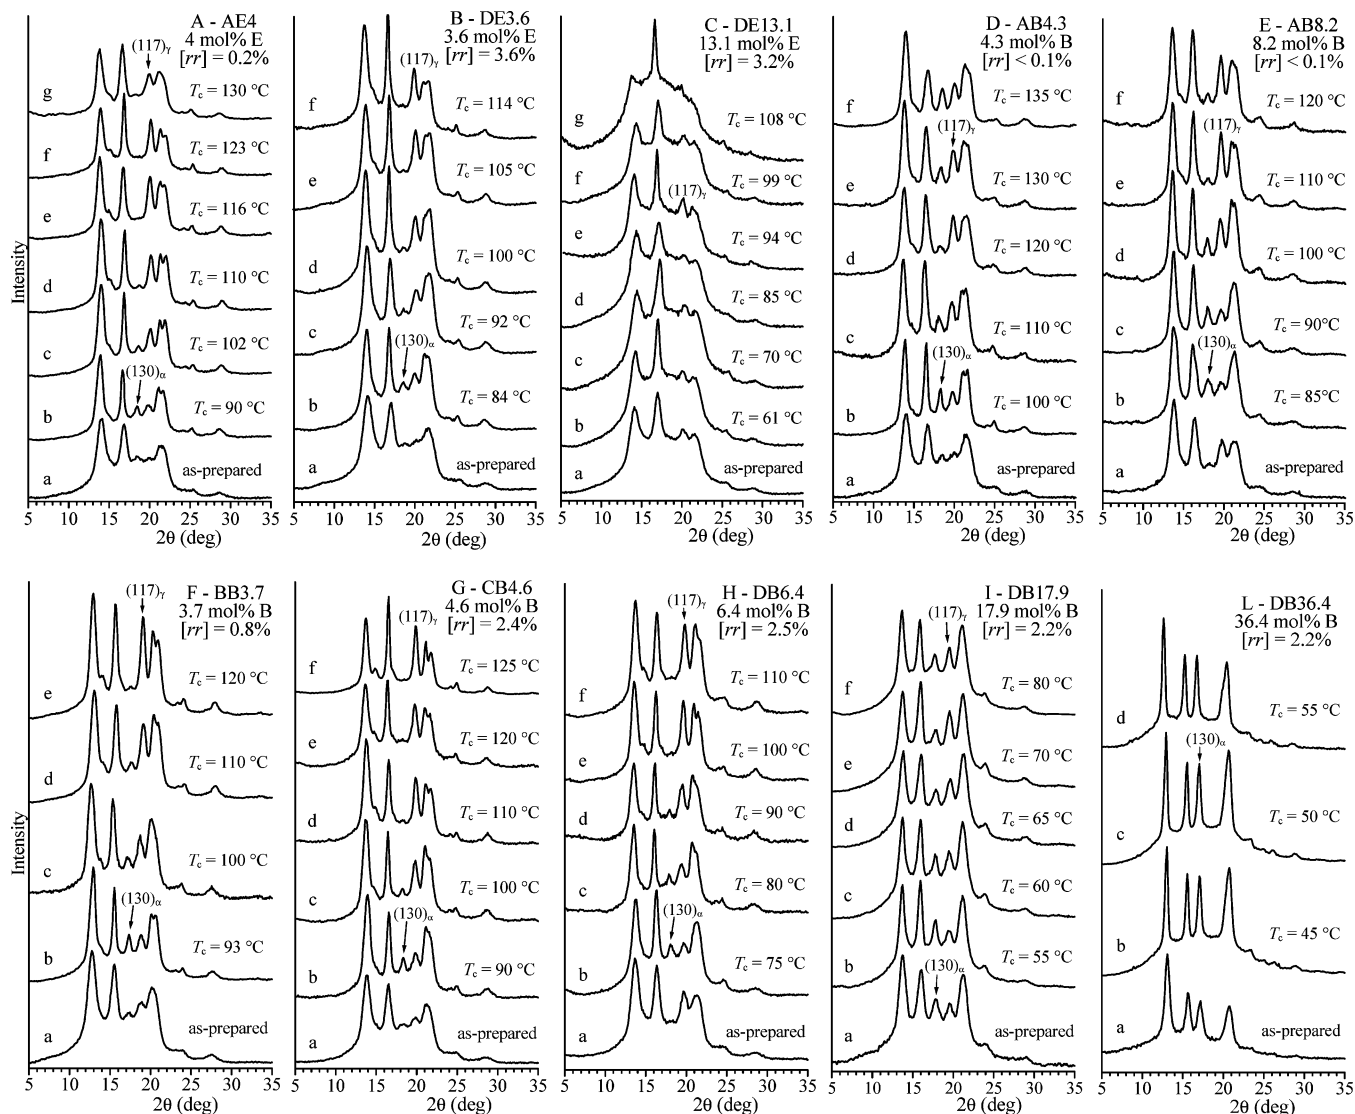 Intensity
A - AE4
4 mol% E
[rr] = 0.2%
(117)γ
g
Tc = 130 °C
f
Tc = 123 °C
e
Tc = 116 °C
d
Tc = 110 °C
c
Tc = 102 °C
(130)α
b
Tc = 90 °C
a
as-prepared
5 10 15 20 25 30 35
2θ (deg)
B - DE3.6
3.6 mol% E
[rr] = 3.6%
(117)γ
f
Tc = 114 °C
e
Tc = 105 °C
d
Tc = 100 °C
c
Tc = 92 °C
(130)α
b
Tc = 84 °C
a
as-prepared
5 10 15 20 25 30 35
2θ (deg)
C - DE13.1
13.1 mol% E
[rr] = 3.2%
g
Tc = 108 °C
f
Tc = 99 °C
(117)γ
e
Tc = 94 °C
d
Tc = 85 °C
c
Tc = 70 °C
b
Tc = 61 °C
a
as-prepared
5 10 15 20 25 30 35
2θ (deg)
D - AB4.3
4.3 mol% B
[rr] < 0.1%
f
Tc = 135 °C
(117)γ
e
Tc = 130 °C
d
Tc = 120 °C
c
Tc = 110 °C
(130)α
b
Tc = 100 °C
a
as-prepared
5 10 15 20 25 30 35
2θ (deg)
E - AB8.2
8.2 mol% B
[rr] < 0.1%
f
Tc = 120 °C
(117)γ
e
Tc = 110 °C
d
Tc = 100 °C
c
Tc = 90°C
(130)α
b
Tc = 85°C
a
as-prepared
5 10 15 20 25 30 35
2θ (deg)
Intensity
(117)γ
F - BB3.7
3.7 mol% B
[rr] = 0.8%
e
Tc = 120 °C
d
Tc = 110 °C
c
Tc = 100 °C
(130)α
b
Tc = 93 °C
a
as-prepared
5 10 15 20 25 30 35
2θ (deg)
G - CB4.6
4.6 mol% B
[rr] = 2.4%
(117)γ
f
Tc = 125 °C
e
Tc = 120 °C
d
Tc = 110 °C
c
Tc = 100 °C
(130)α
b
Tc = 90 °C
a
as-prepared
5 10 15 20 25 30 35
2θ (deg)
H - DB6.4
6.4 mol% B
[rr] = 2.5%
(117)γ
f
Tc = 110 °C
e
Tc = 100 °C
d
Tc = 90 °C
c
Tc = 80 °C
(130)α
b
Tc = 75 °C
a
as-prepared
5 10 15 20 25 30 35
2θ (deg)
I - DB17.9
17.9 mol% B
[rr] = 2.2%
(117)γ
f
Tc = 80 °C
e
Tc = 70 °C
d
Tc = 65 °C
c
Tc = 60 °C
b
Tc = 55 °C
(130)α
a
as-prepared
5 10 15 20 25 30 35
2θ (deg)
L - DB36.4
36.4 mol% B
[rr] = 2.2%
d
Tc = 55 °C
(130)α
c
Tc = 50 °C
b
Tc = 45 °C
a
as-prepared
5 10 15 20 25 30 35
2θ (deg)